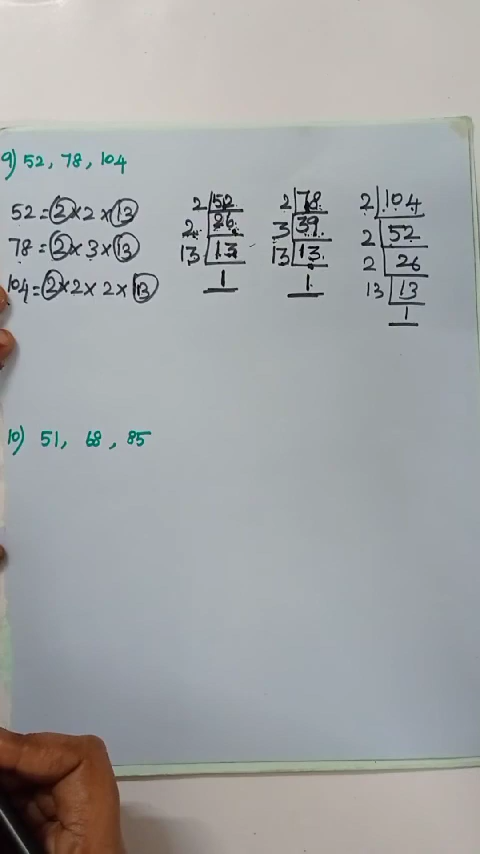 9) 52, 78, 104
52 = 2 × 2 × 13
78 = 2 × 3 × 13
104 = 2 × 2 × 2 × 13
2 | 52
2 | 26
13 | 13
1
2 | 78
3 | 39
13 | 13
1
2 | 104
2 | 52
2 | 26
13 | 13
1
10) 51, 68, 85